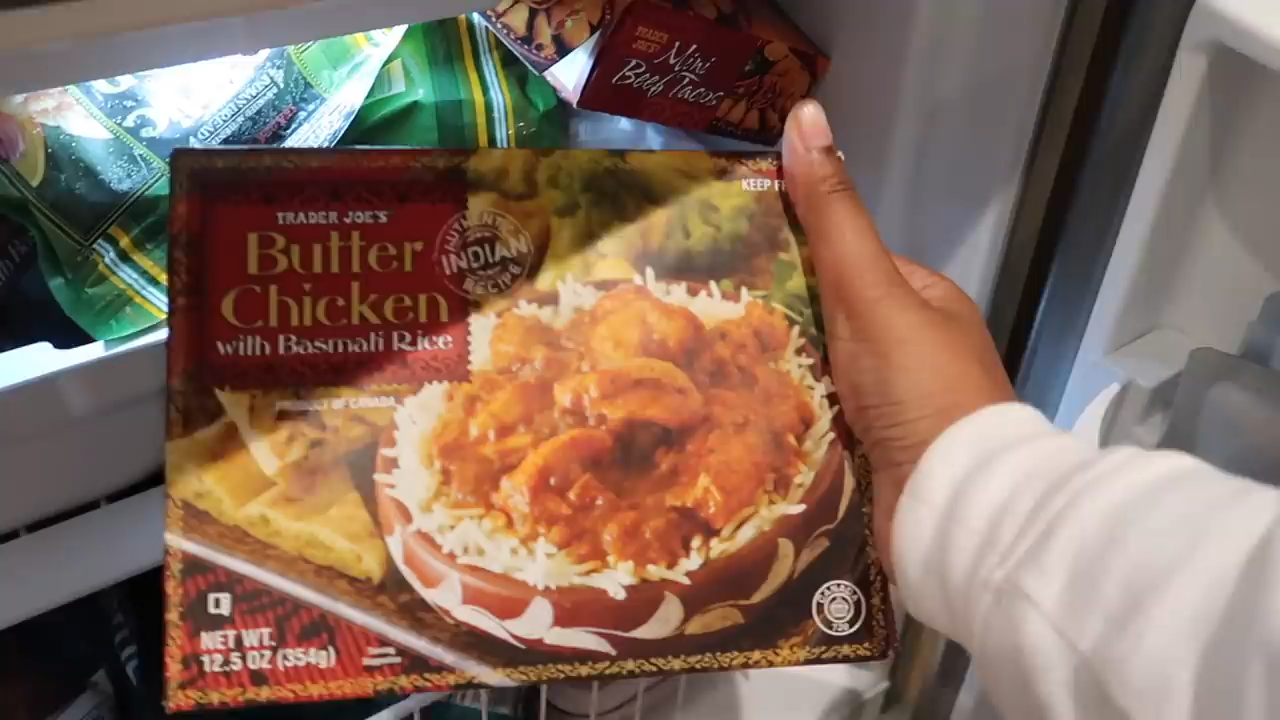 TRADER JOE'S
Mini
Beef Tacos
KEEP
TRADER JOE'S
Butter
Chicken
with Basmati Rice
AUTHENTIC
INDIAN
RECIPE
PRODUCT OF CANADA
NET WT.
12.5 OZ (354g)
CANADA